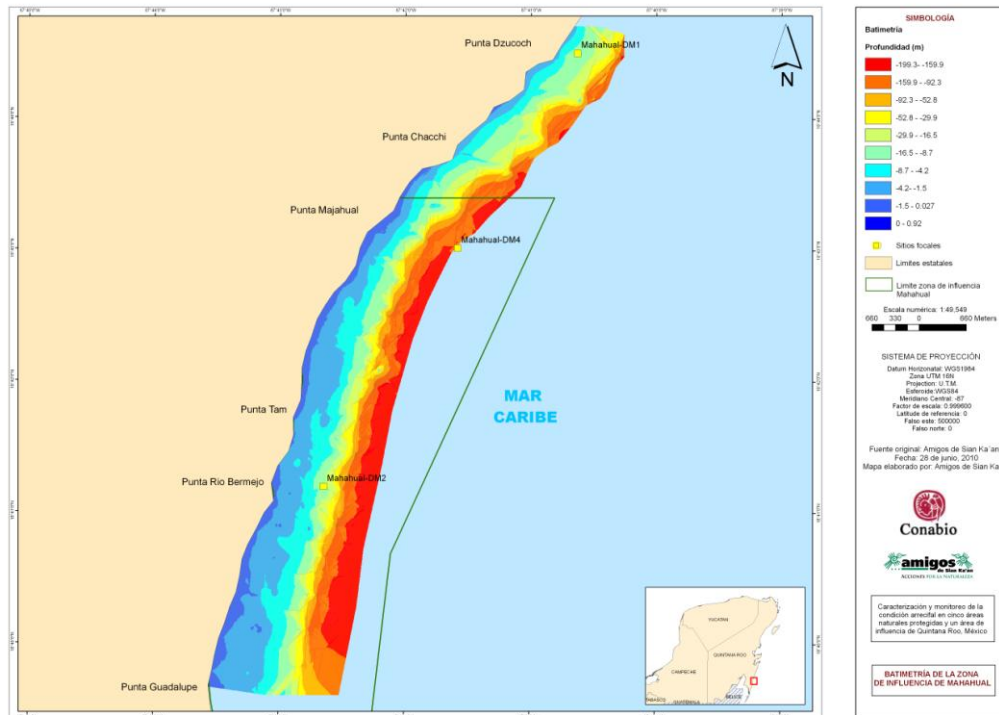 Punta Dzucoch
Mahahual-DM1
N
Punta Chacchi
Punta Majahual
Mahahual-DM4
MAR
CARIBE
Punta Tam
Punta Rio Bermejo
Mahahual-DM2
Punta Guadalupe
YUCATAN
QUINTANA ROO
CAMPECHE
SIMBOLOGÍA
Batimetría
Profundidad (m)
-199.3- -159.9
-159.9 - -92.3
-92.3 - -52.8
-52.8 - -29.9
-29.9 - -16.5
-16.5 - -8.7
-8.7 - -4.2
-4.2- -1.5
-1.5 - 0.027
0 - 0.92
Sitios focales
Limites estatales
Limite zona de influencia
Mahahual
Escala numérica: 1:49,549
660 330 0 660 Meters
SISTEMA DE PROYECCIÓN
Datum Horizonatal: WGS1984
Zona UTM 16N
Projection: U.T.M.
Esferoide:WGS84
Meridiano Central: -87
Factor de escala: 0.999600
Latitude de referencia: 0
Falso este: 500000
Falso norte: 0
Fuente original: Amigos de Sian Ka'an
Fecha: 28 de junio, 2010
Mapa elaborado por: Amigos de Sian Ka
Conabio
amigos
de Sian Ka'an
ACCIONES POR LA NATURALEZA
Caracterización y monitoreo de la
condición arrecifal en cinco áreas
naturales protegidas y un área de
influencia de Quintana Roo, México
BATIMETRÍA DE LA ZONA
DE INFLUENCIA DE MAHAHUAL